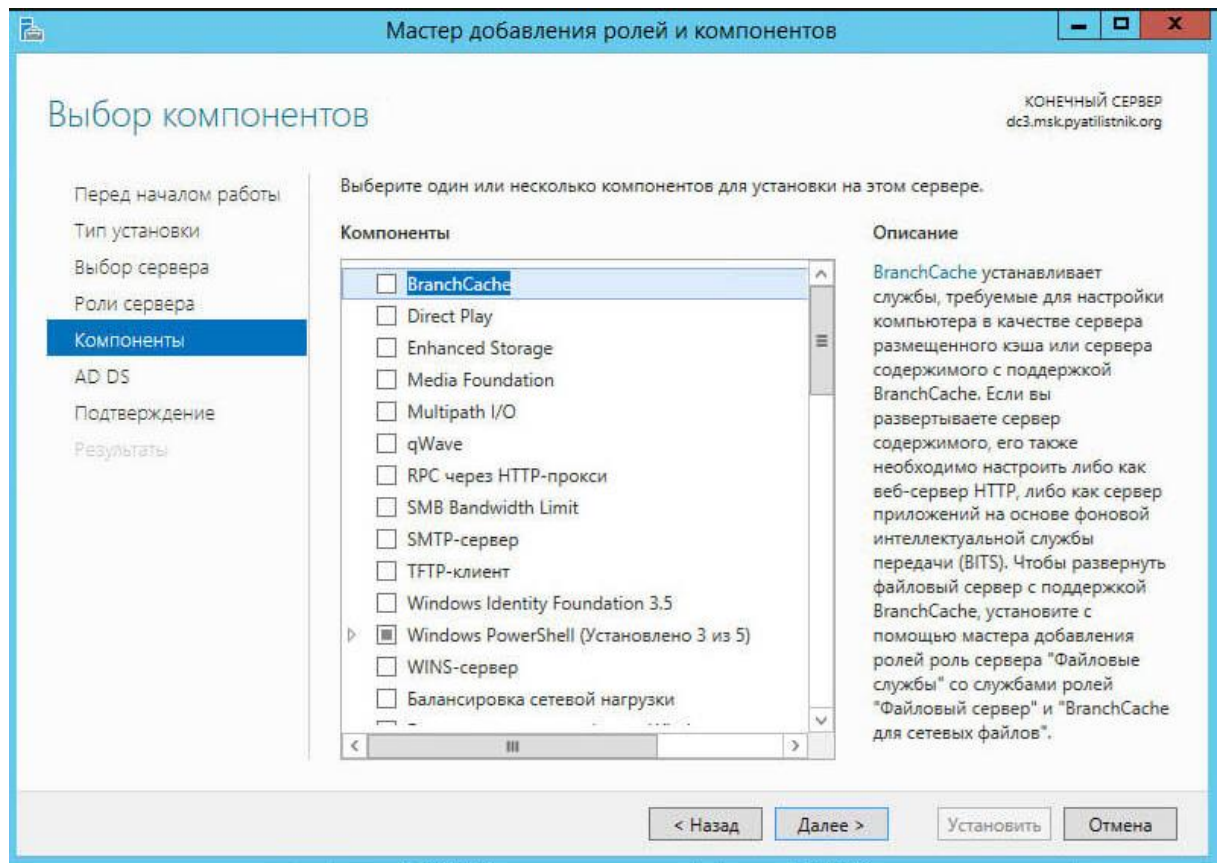 Мастер добавления ролей и компонентов
Выбор компонентов
КОНЕЧНЫЙ СЕРВЕР
dc3.msk.pyatilistnik.org
Перед началом работы
Тип установки
Выбор сервера
Роли сервера
Компоненты
AD DS
Подтверждение
Результаты
Выберите один или несколько компонентов для установки на этом сервере.
Компоненты
BranchCache
Direct Play
Enhanced Storage
Media Foundation
Multipath I/O
qWave
RPC через HTTP-прокси
SMB Bandwidth Limit
SMTP-сервер
TFTP-клиент
Windows Identity Foundation 3.5
Windows PowerShell (Установлено 3 из 5)
WINS-сервер
Балансировка сетевой нагрузки
Описание
BranchCache устанавливает
службы, требуемые для настройки
компьютера в качестве сервера
размещенного кэша или сервера
содержимого с поддержкой
BranchCache. Если вы
развертываете сервер
содержимого, его также
необходимо настроить либо как
веб-сервер HTTP, либо как сервер
приложений на основе фоновой
интеллектуальной службы
передачи (BITS). Чтобы развернуть
файловый сервер с поддержкой
BranchCache, установите с
помощью мастера добавления
ролей роль сервера "Файловые
службы" со службами ролей
"Файловый сервер" и "BranchCache
для сетевых файлов".
< Назад
Далее >
Установить
Отмена